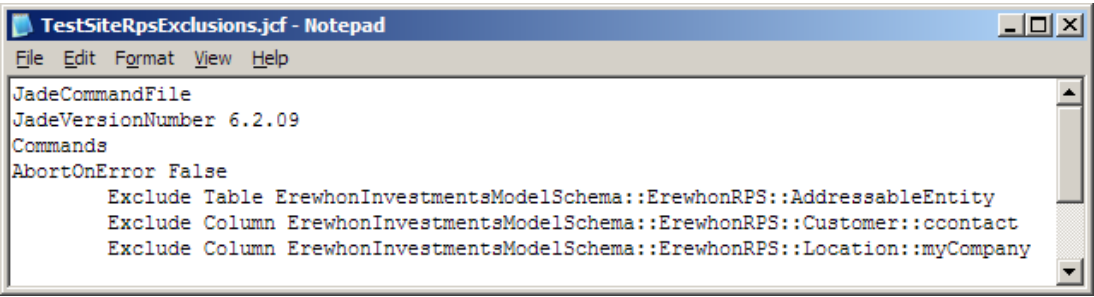 TestSiteRpsExclusions.jcf - Notepad
File Edit Format View Help
JadeCommandFile
JadeVersionNumber 6.2.09
Commands
AbortOnError False
Exclude Table ErewhonInvestmentsModelSchema::ErewhonRPS::AddressableEntity
Exclude Column ErewhonInvestmentsModelSchema::ErewhonRPS::Customer::ccontact
Exclude Column ErewhonInvestmentsModelSchema::ErewhonRPS::Location::myCompany